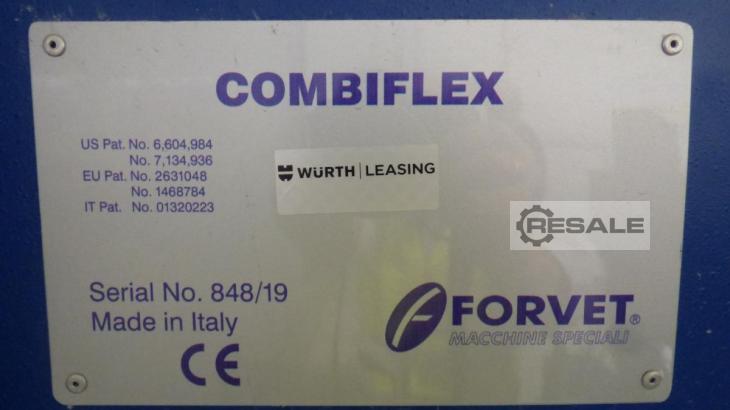 COMBIFLEX
US Pat. No. 6,604,984
No. 7,134,936
EU Pat. No. 2631048
No. 1468784
IT Pat. No. 01320223
WÜRTH | LEASING
RESALE
Serial No. 848/19
Made in Italy
CE
FORVET®
MACCHINE SPECIALI